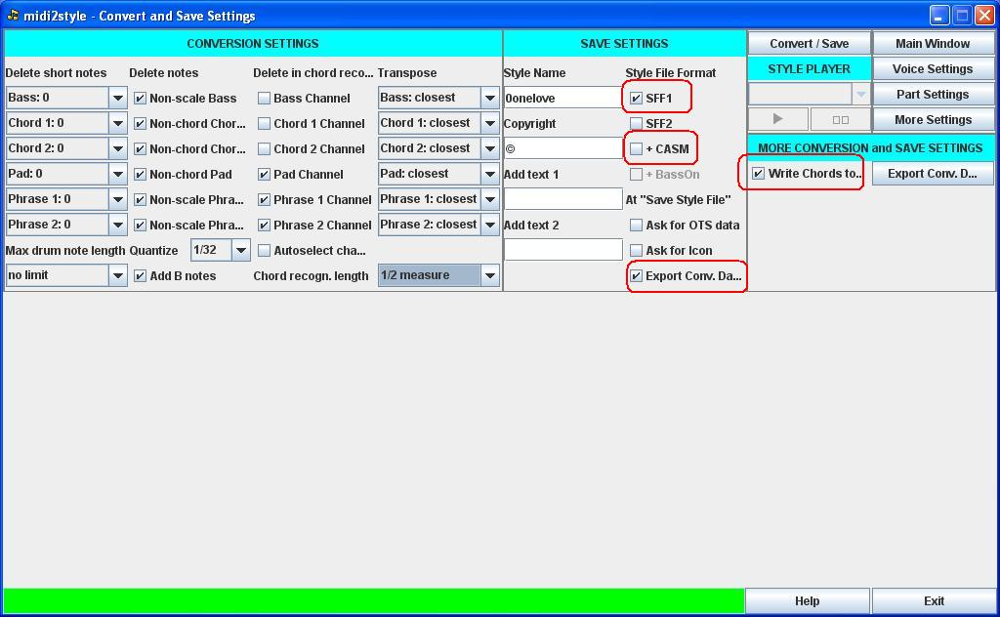 midi2style - Convert and Save Settings
CONVERSION SETTINGS
SAVE SETTINGS
Convert / Save
Main Window
STYLE PLAYER
Voice Settings
Part Settings
More Settings
MORE CONVERSION and SAVE SETTINGS
Write Chords to..
Export Conv. D...
Delete short notes
Delete notes
Delete in chord reco...
Transpose
Style Name
Style File Format
Bass: 0
Non-scale Bass
Bass Channel
Bass: closest
0onelove
SFF1
Chord 1: 0
Non-chord Chor...
Chord 1 Channel
Chord 1: closest
Copyright
SFF2
Chord 2: 0
Non-chord Chor...
Chord 2 Channel
Chord 2: closest
©
+ CASM
Pad: 0
Non-chord Pad
Pad Channel
Pad: closest
Add text 1
+ BassOn
Phrase 1: 0
Non-scale Phra...
Phrase 1 Channel
Phrase 1: closest
At "Save Style File"
Phrase 2: 0
Non-scale Phra...
Phrase 2 Channel
Phrase 2: closest
Add text 2
Ask for OTS data
Max drum note length
Quantize
1/32
Autoselect cha...
Ask for Icon
no limit
Add B notes
Chord recogn. length
1/2 measure
Export Conv. Da...
Help
Exit